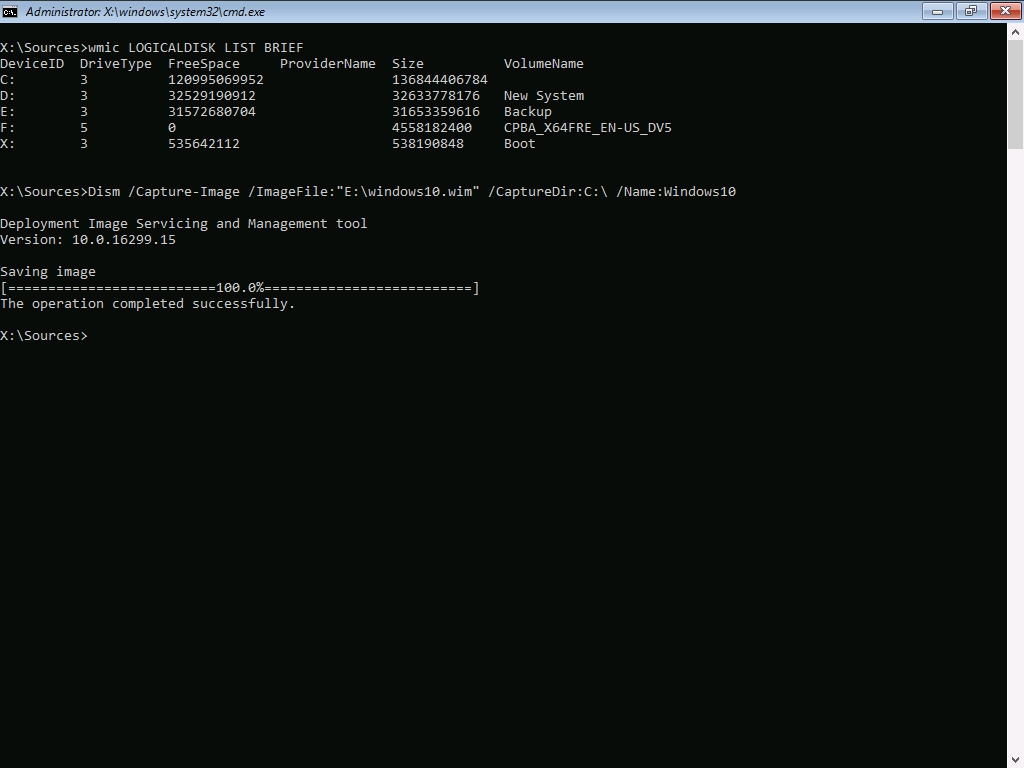 Administrator: X:\windows\system32\cmd.exe
X:\Sources>wmic LOGICALDISK LIST BRIEF
DeviceID  DriveType  FreeSpace     ProviderName  Size          VolumeName
C:        3          120995069952                136844406784
D:        3          32529190912                 32633778176   New System
E:        3          31572680704                 31653359616   Backup
F:        5          0                           4558182400    CPBA_X64FRE_EN-US_DV5
X:        3          535642112                   538190848     Boot
X:\Sources>Dism /Capture-Image /ImageFile:"E:\windows10.wim" /CaptureDir:C:\ /Name:Windows10
Deployment Image Servicing and Management tool
Version: 10.0.16299.15
Saving image
[==========================100.0%==========================]
The operation completed successfully.
X:\Sources>